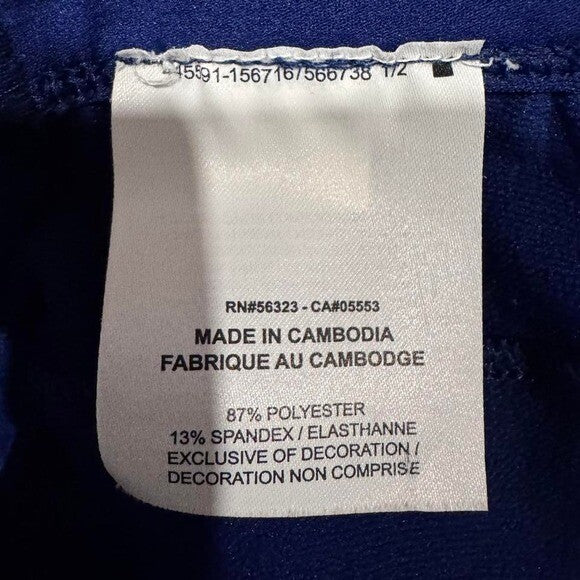 RN#56323 - CA#05553
MADE IN CAMBODIA
FABRIQUE AU CAMBODGE
87% POLYESTER
13% SPANDEX / ELASTHANNE
EXCLUSIVE OF DECORATION /
DECORATION NON COMPRISE